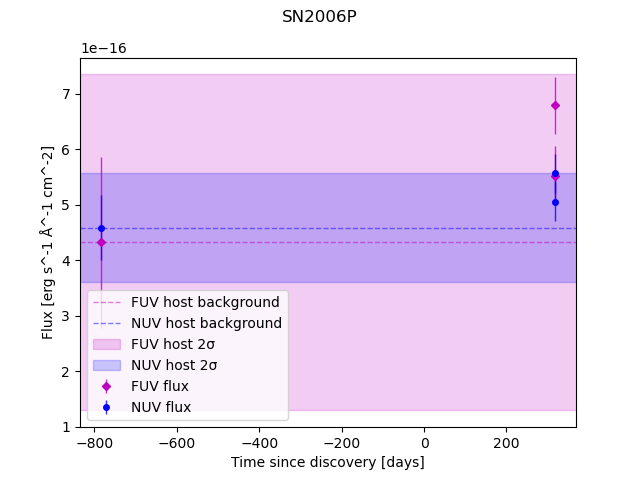 SN2006P
1e−16
7
6
5
4
3
2
1
Flux [erg s^-1 Å^-1 cm^-2]
FUV host background
NUV host background
FUV host 2σ
NUV host 2σ
FUV flux
NUV flux
−800 −600 −400 −200 0 200
Time since discovery [days]